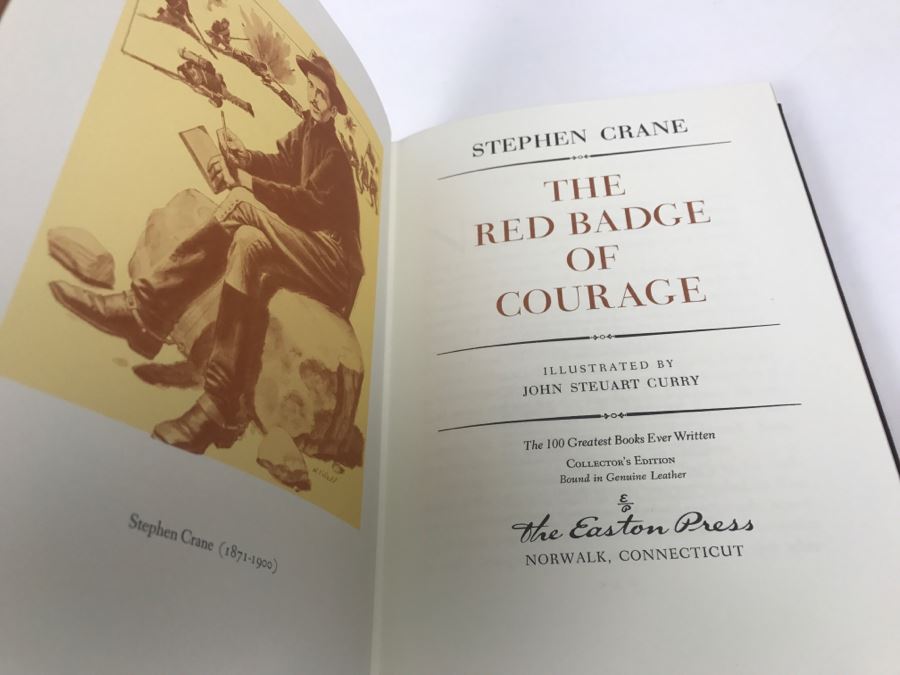 Stephen Crane (1871-1900)
STEPHEN CRANE
THE
RED BADGE
OF
COURAGE
ILLUSTRATED BY
JOHN STEUART CURRY
The 100 Greatest Books Ever Written
COLLECTOR'S EDITION
Bound in Genuine Leather
The Easton Press
NORWALK, CONNECTICUT